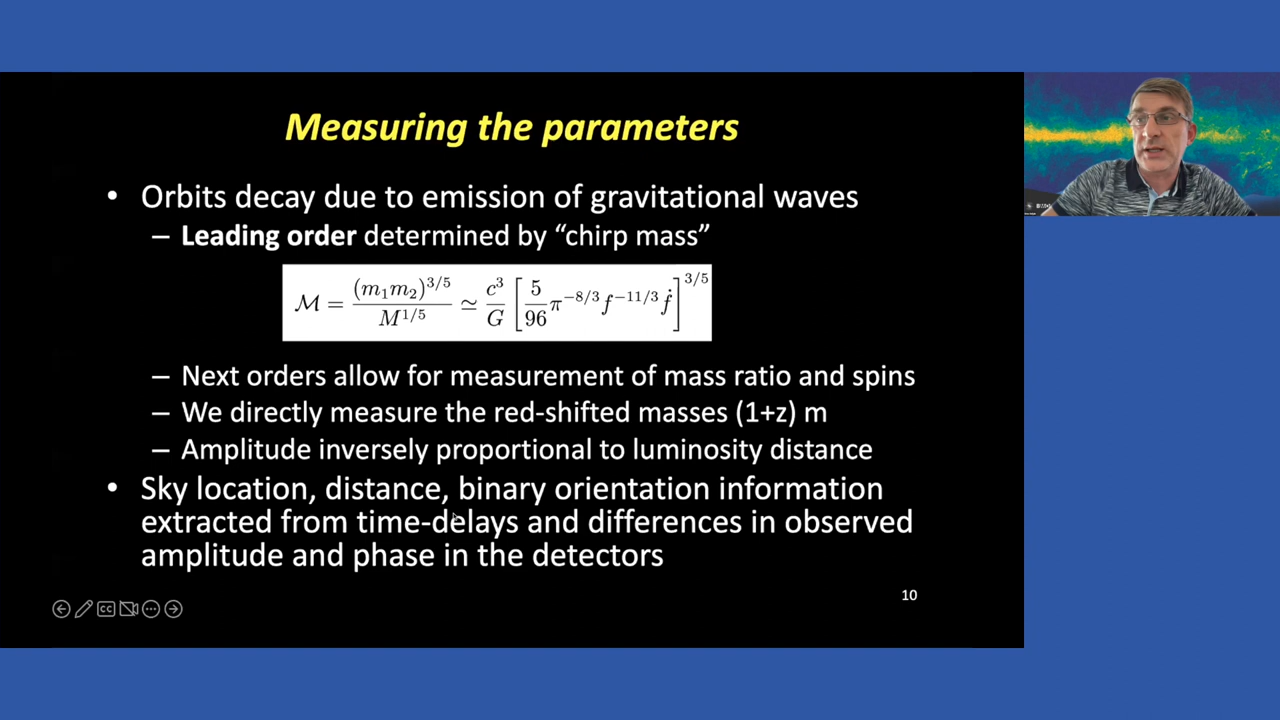 Measuring the parameters
• Orbits decay due to emission of gravitational waves
– Leading order determined by “chirp mass”
ℳ = (m₁m₂)^{3/5} / M^{1/5} ≃ c³/G [5/96 π^{−8/3} f^{−11/3} ḟ]^{3/5}
– Next orders allow for measurement of mass ratio and spins
– We directly measure the red-shifted masses (1+z) m
– Amplitude inversely proportional to luminosity distance
• Sky location, distance, binary orientation information
extracted from time-delays and differences in observed
amplitude and phase in the detectors
10
CC